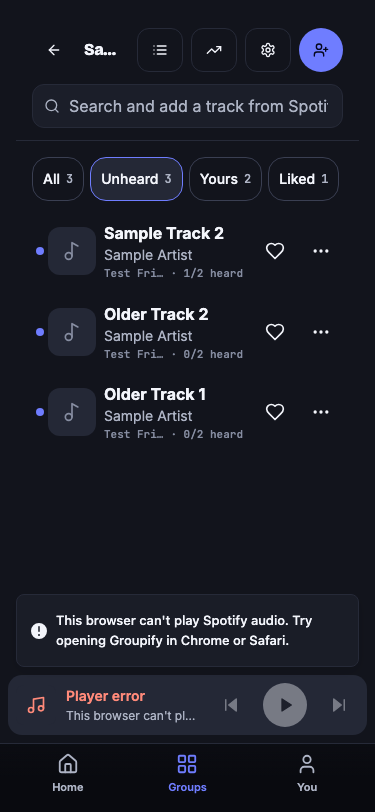 Sa...
Search and add a track from Spoti
All 3 Unheard 3 Yours 2 Liked 1
Sample Track 2
Sample Artist
Test Fri… · 1/2 heard
Older Track 2
Sample Artist
Test Fri… · 0/2 heard
Older Track 1
Sample Artist
Test Fri… · 0/2 heard
This browser can't play Spotify audio. Try
opening Groupify in Chrome or Safari.
Player error
This browser can't pl...
Home Groups You